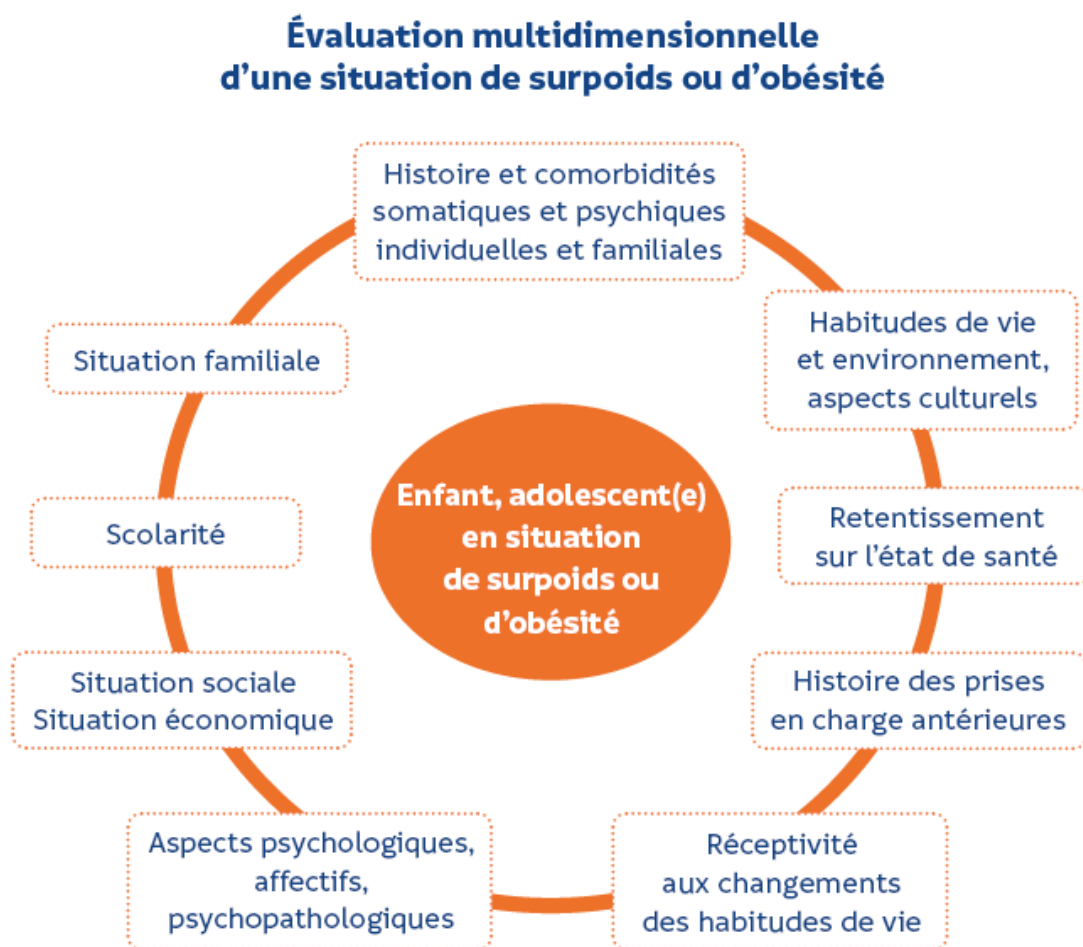 Évaluation multidimensionnelle
d’une situation de surpoids ou d’obésité
Histoire et comorbidités
somatiques et psychiques
individuelles et familiales
Habitudes de vie
et environnement,
aspects culturels
Retentissement
sur l’état de santé
Histoire des prises
en charge antérieures
Réceptivité
aux changements
des habitudes de vie
Aspects psychologiques,
affectifs,
psychopathologiques
Situation sociale
Situation économique
Scolarité
Situation familiale
Enfant, adolescent(e)
en situation
de surpoids ou
d’obésité